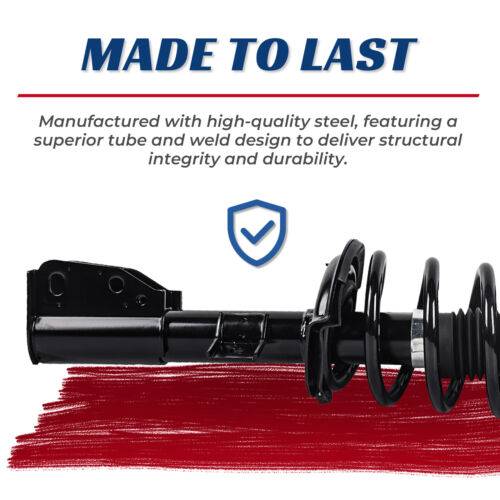 MADE TO LAST
Manufactured with high-quality steel, featuring a
superior tube and weld design to deliver structural
integrity and durability.